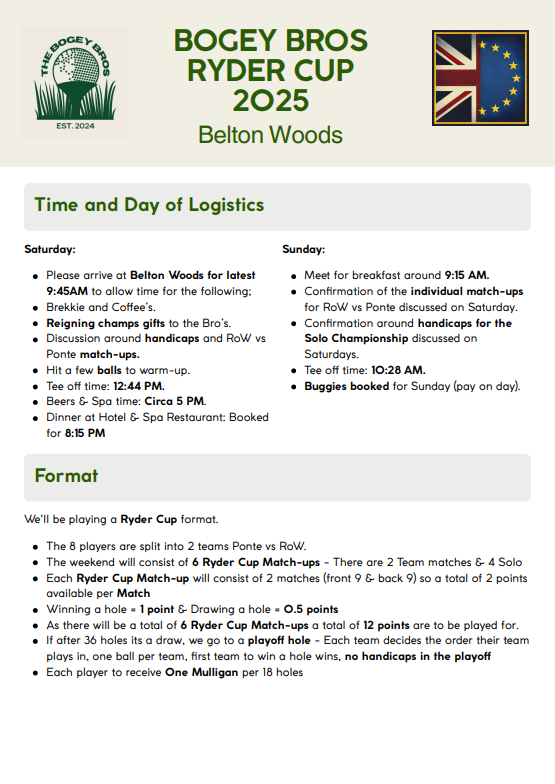 THE BOGEY BROS
EST. 2024
BOGEY BROS
RYDER CUP
2025
Belton Woods
Time and Day of Logistics
Saturday:
Please arrive at Belton Woods for latest
9:45AM to allow time for the following;
Brekkie and Coffee's.
Reigning champs gifts to the Bro's.
Discussion around handicaps and RoW vs
Ponte match-ups.
Hit a few balls to warm-up.
Tee off time: 12:44 PM.
Beers & Spa time: Circa 5 PM.
Dinner at Hotel & Spa Restaurant: Booked
for 8:15 PM
Sunday:
Meet for breakfast around 9:15 AM.
Confirmation of the individual match-ups
for RoW vs Ponte discussed on Saturday.
Confirmation around handicaps for the
Solo Championship discussed on
Saturdays.
Tee off time: 10:28 AM.
Buggies booked for Sunday (pay on day).
Format
We'll be playing a Ryder Cup format.
The 8 players are split into 2 teams Ponte vs RoW.
The weekend will consist of 6 Ryder Cup Match-ups - There are 2 Team matches & 4 Solo
Each Ryder Cup Match-up will consist of 2 matches (front 9 & back 9) so a total of 2 points
available per Match
Winning a hole = 1 point & Drawing a hole = 0.5 points
As there will be a total of 6 Ryder Cup Match-ups a total of 12 points are to be played for.
If after 36 holes its a draw, we go to a playoff hole - Each team decides the order their team
plays in, one ball per team, first team to win a hole wins, no handicaps in the playoff
Each player to receive One Mulligan per 18 holes